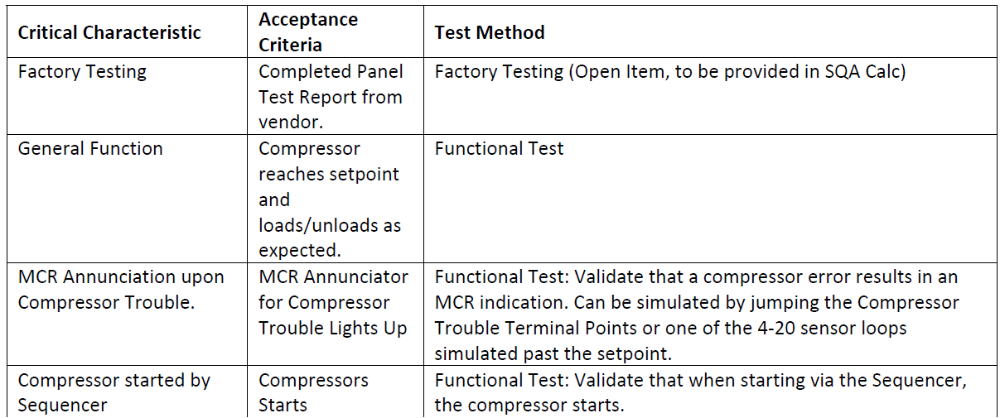 Critical Characteristic
Acceptance
Criteria
Test Method
Factory Testing
Completed Panel
Test Report from
vendor.
Factory Testing (Open Item, to be provided in SQA Calc)
General Function
Compressor
reaches setpoint
and
loads/unloads as
expected.
Functional Test
MCR Annunciation upon
Compressor Trouble.
MCR Annunciator
for Compressor
Trouble Lights Up
Functional Test: Validate that a compressor error results in an
MCR indication. Can be simulated by jumping the Compressor
Trouble Terminal Points or one of the 4-20 sensor loops
simulated past the setpoint.
Compressor started by
Sequencer
Compressors
Starts
Functional Test: Validate that when starting via the Sequencer,
the compressor starts.